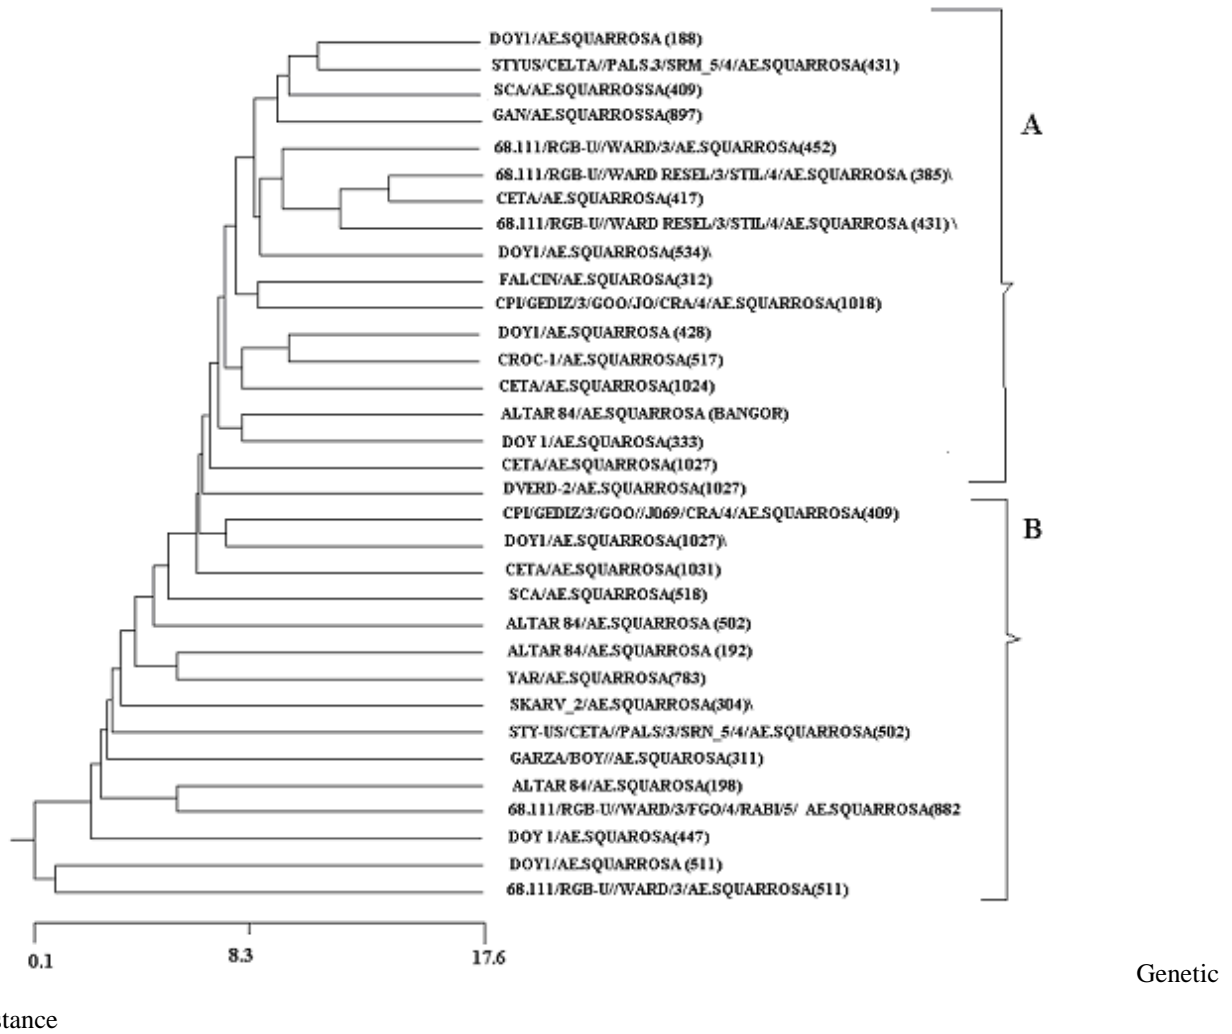 DOY1/AE.SQUARROSA (188)
STYUS/CELTA//PALS.3/SRM_5/4/AE.SQUARROSA(431)
SCA/AE.SQUARROSSA(409)
GAN/AE.SQUARROSSA(897)
A
68.111/RGB-U//WARD/3/AE.SQUARROSA(452)
68.111/RGB-U//WARD RESEL/3/STIL/4/AE.SQUARROSA (385)\
CETA/AE.SQUARROSA(417)
68.111/RGB-U//WARD RESEL/3/STIL/4/AE.SQUARROSA (431) \
DOY1/AE.SQUARROSA(534)\
FALCIN/AE.SQUAROSA(312)
CPI/GEDIZ/3/GOO/JO/CRA/4/AE.SQUARROSA(1018)
DOY1/AE.SQUARROSA (428)
CROC-1/AE.SQUARROSA(517)
CETA/AE.SQUARROSA(1024)
ALTAR 84/AE.SQUARROSA (BANGOR)
DOY 1/AE.SQUAROSA(333)
CETA/AE.SQUARROSA(1027)
DVERD-2/AE.SQUARROSA(1027)
CPI/GEDIZ/3/GOO//J069/CRA/4/AE.SQUARROSA(409)
B
DOY1/AE.SQUARROSA(1027)\
CETA/AE.SQUARROSA(1031)
SCA/AE.SQUARROSA(518)
ALTAR 84/AE.SQUARROSA (502)
ALTAR 84/AE.SQUARROSA (192)
YAR/AE.SQUARROSA(783)
SKARV_2/AE.SQUARROSA(304)\
STY-US/CETA//PALS/3/SRN_5/4/AE.SQUARROSA(502)
GARZA/BOY//AE.SQUAROSA(311)
ALTAR 84/AE.SQUAROSA(198)
68.111/RGB-U//WARD/3/FGO/4/RABI/5/ AE.SQUARROSA(882
DOY 1/AE.SQUAROSA(447)
DOY1/AE.SQUARROSA (511)
68.111/RGB-U//WARD/3/AE.SQUARROSA(511)
0.1 8.3 17.6
Genetic
stance